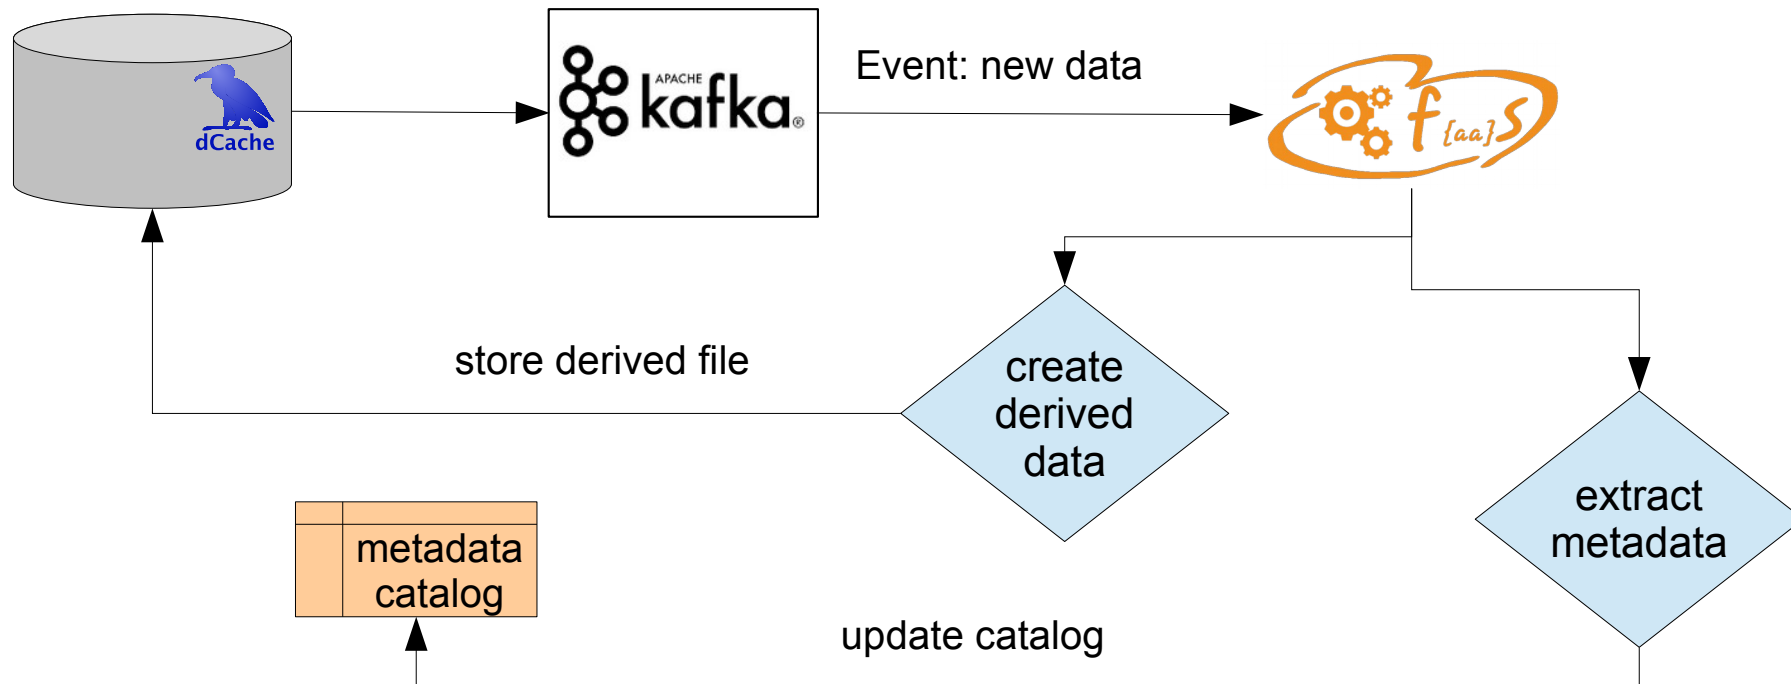 dCache
APACHE
kafka®
Event: new data
f{aa}s
store derived file
create
derived
data
extract
metadata
metadata
catalog
update catalog